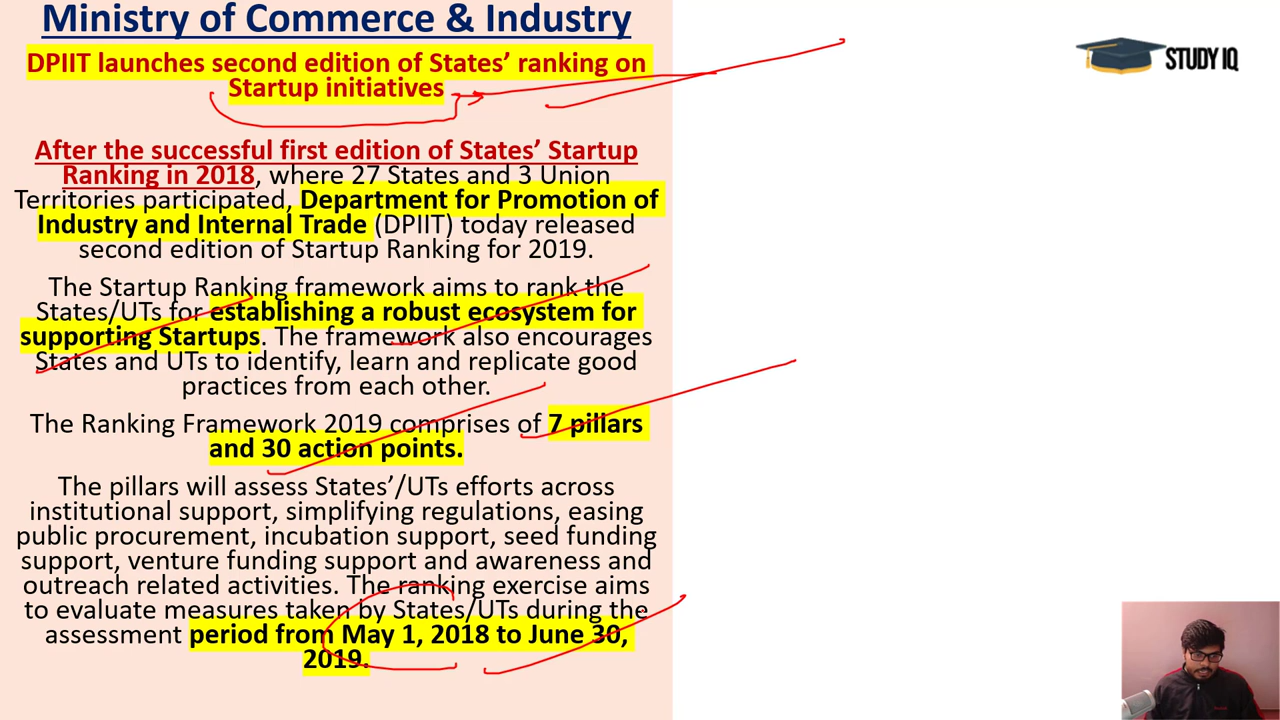 Ministry of Commerce & Industry
DPIIT launches second edition of States’ ranking on
Startup initiatives
STUDY IQ
After the successful first edition of States’ Startup
Ranking in 2018, where 27 States and 3 Union
Territories participated, Department for Promotion of
Industry and Internal Trade (DPIIT) today released
second edition of Startup Ranking for 2019.
The Startup Ranking framework aims to rank the
States/UTs for establishing a robust ecosystem for
supporting Startups. The framework also encourages
States and UTs to identify, learn and replicate good
practices from each other.
The Ranking Framework 2019 comprises of 7 pillars
and 30 action points.
The pillars will assess States’/UTs efforts across
institutional support, simplifying regulations, easing
public procurement, incubation support, seed funding
support, venture funding support and awareness and
outreach related activities. The ranking exercise aims
to evaluate measures taken by States/UTs during the
assessment period from May 1, 2018 to June 30,
2019.